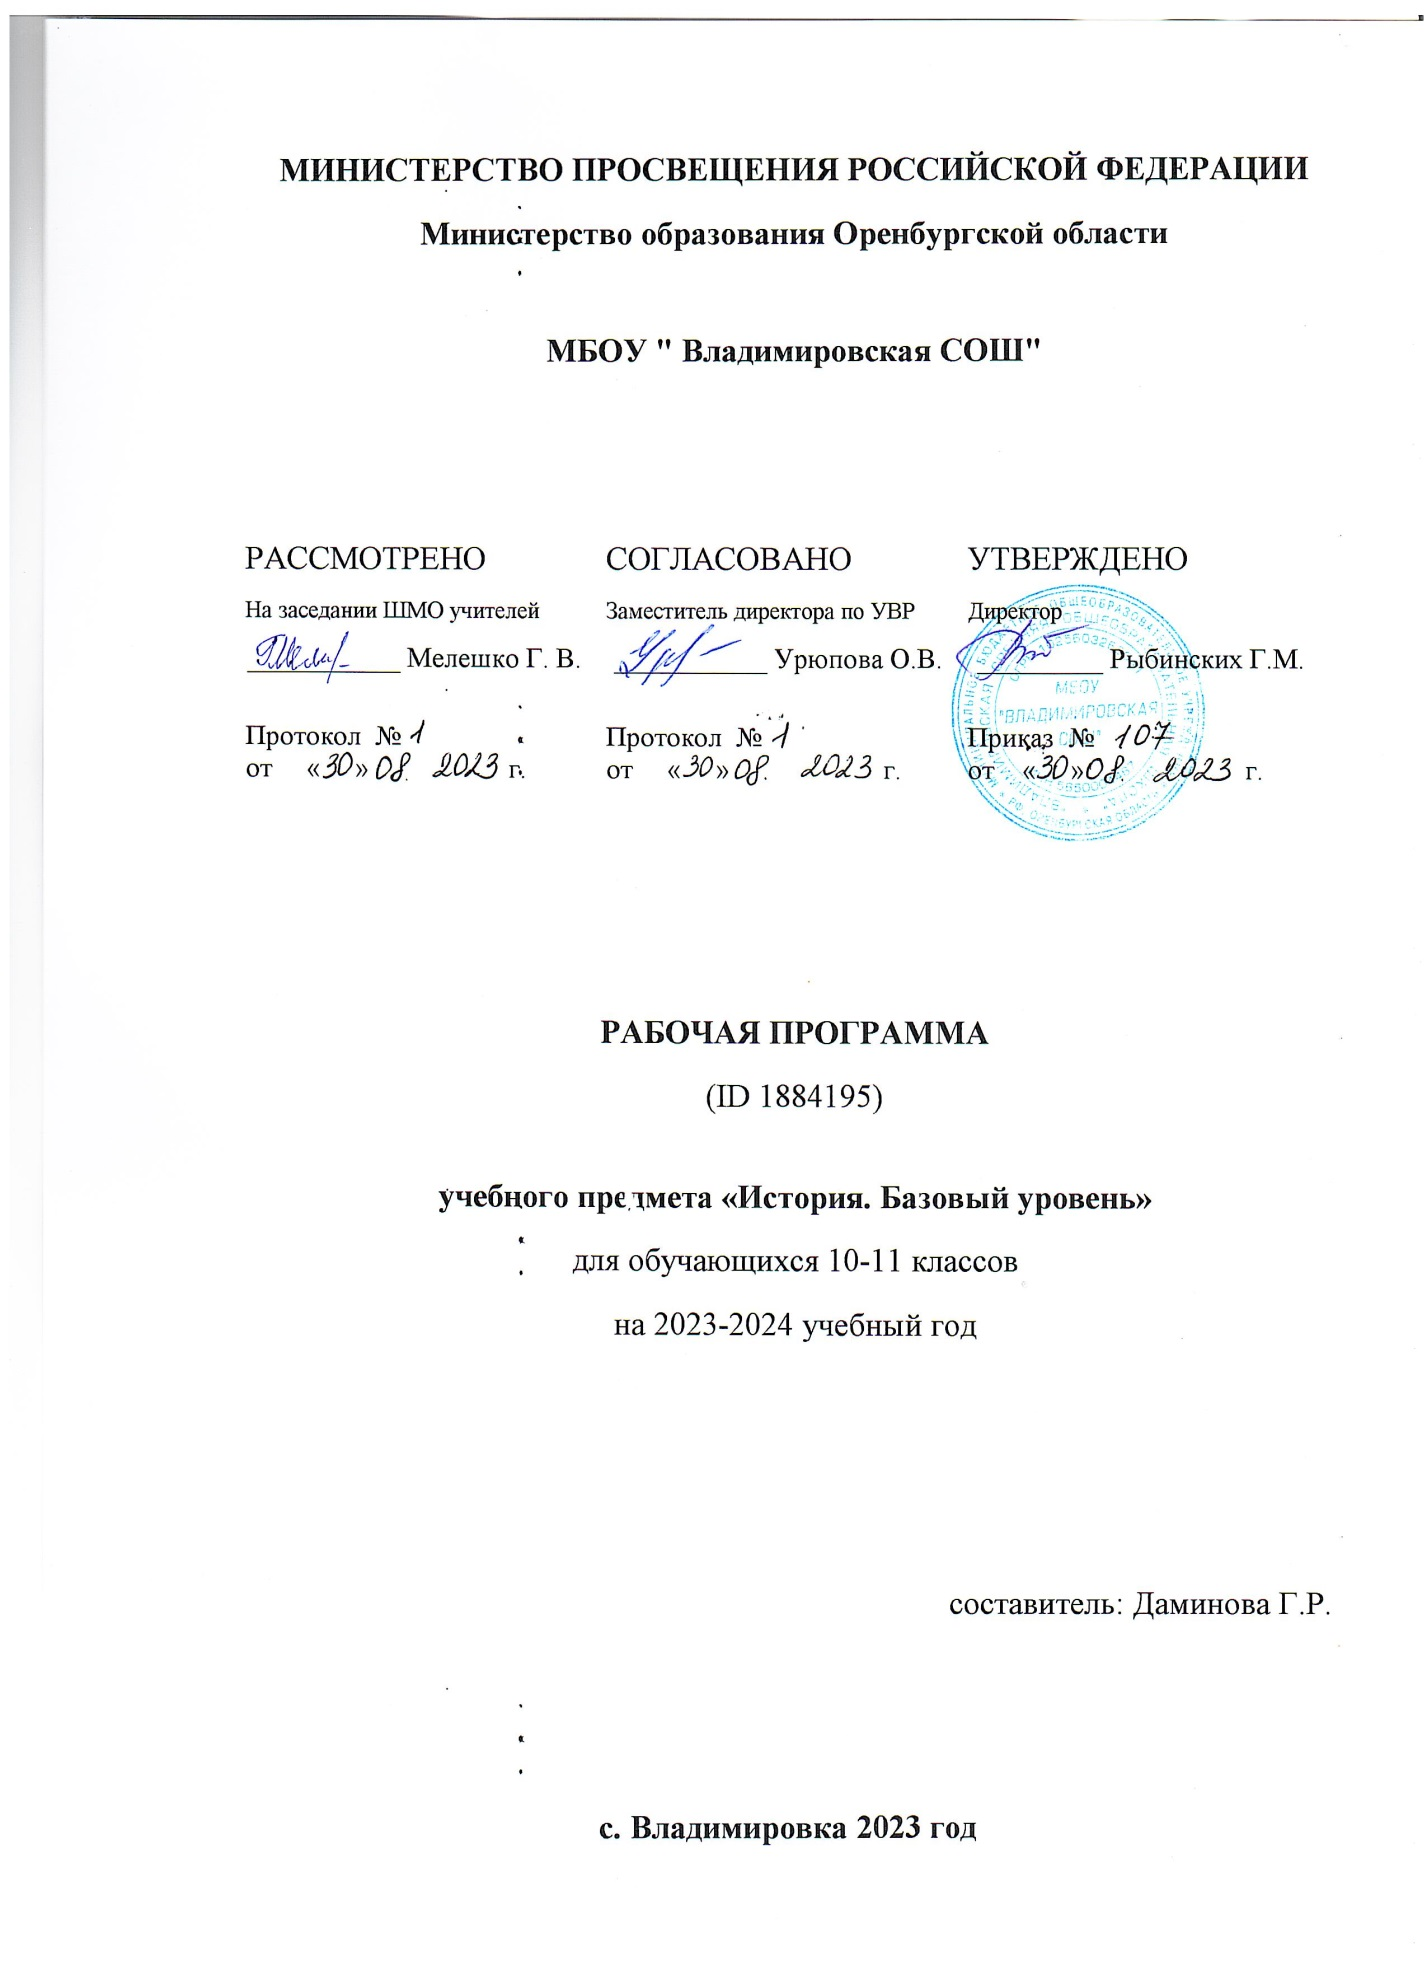 МИНИСТЕРСТВО ПРОСВЕЩЕНИЯ РОССИЙСКОЙ ФЕДЕРАЦИИ
Министерство образования Оренбургской области
МБОУ " Владимировская СОШ"
РАССМОТРЕНО
На заседании ШМО учителей
Мелешко Г. В.
Протокол № 1
от «30» 08. 2023 г.
СОГЛАСОВАНО
Заместитель директора по УВР
Урюпова О.В.
Протокол № 1
от «30» 08. 2023 г.
УТВЕРЖДЕНО
Директор
Рыбинских Г.М.
Приказ № 107
от «30» 08. 2023 г.
МБОУ
"ВЛАДИМИРОВСКАЯ
РАБОЧАЯ ПРОГРАММА
(ID 1884195)
учебного предмета «История. Базовый уровень»
для обучающихся 10-11 классов
на 2023-2024 учебный год
составитель: Даминова Г.Р.
с. Владимировка 2023 год